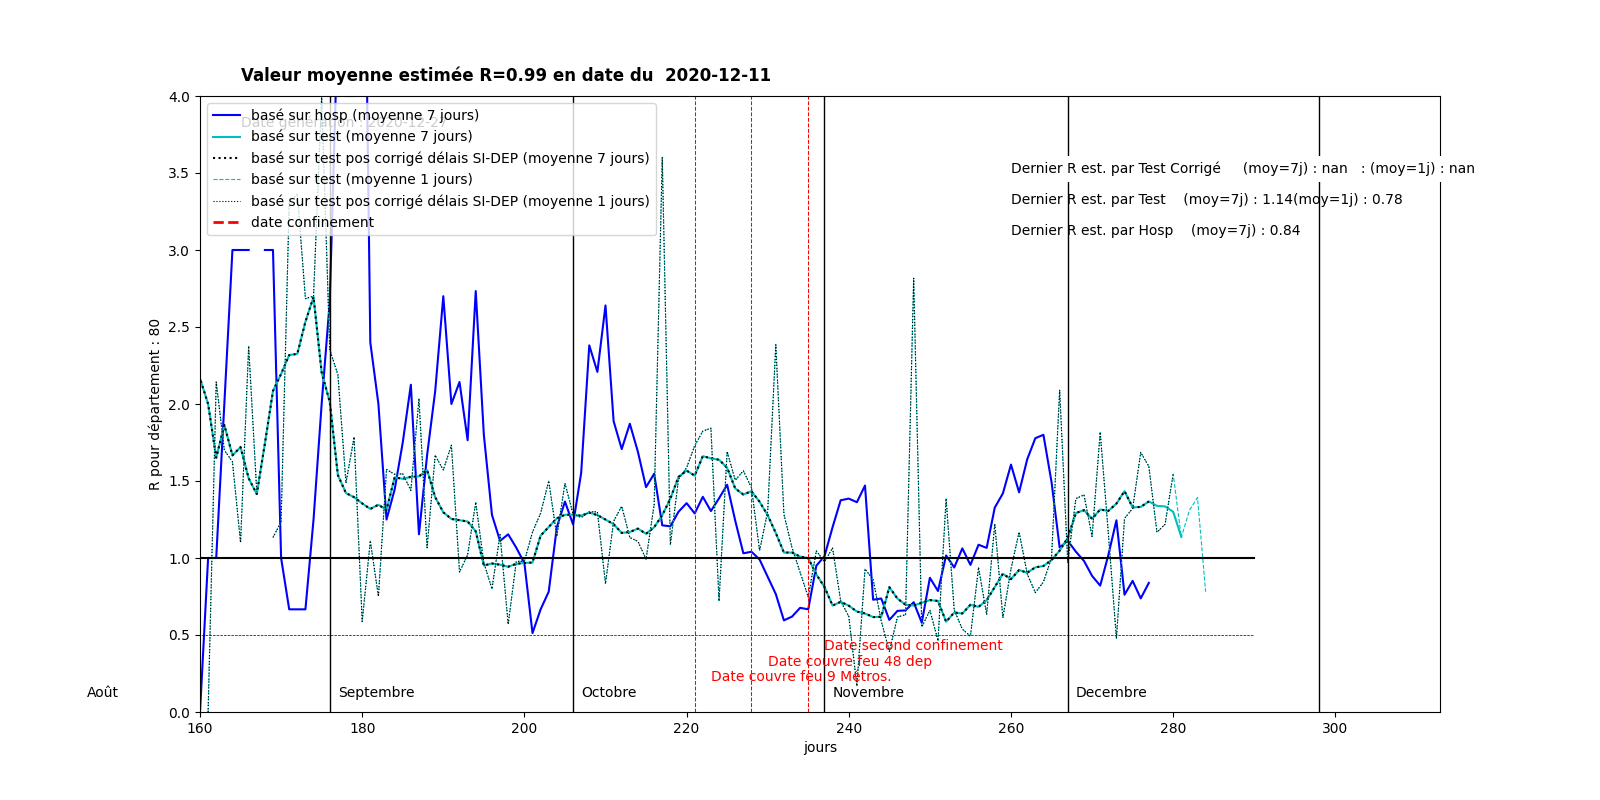 Valeur moyenne estimée R=0.99 en date du  2020-12-11
Date génération : 2020-12-27
basé sur hosp (moyenne 7 jours)
basé sur test (moyenne 7 jours)
basé sur test pos corrigé délais SI-DEP (moyenne 7 jours)
basé sur test (moyenne 1 jours)
basé sur test pos corrigé délais SI-DEP (moyenne 1 jours)
date confinement
Dernier R est. par Test Corrigé     (moy=7j) : nan   : (moy=1j) : nan
Dernier R est. par Test    (moy=7j) : 1.14(moy=1j) : 0.78
Dernier R est. par Hosp    (moy=7j) : 0.84
4.0
3.5
3.0
2.5
2.0
1.5
1.0
0.5
0.0
R pour département : 80
Date second confinement
Date couvre feu 48 dep
Date couvre feu 9 Métros.
Août
Septembre
Octobre
Novembre
Decembre
160 180 200 220 240 260 280 300
jours